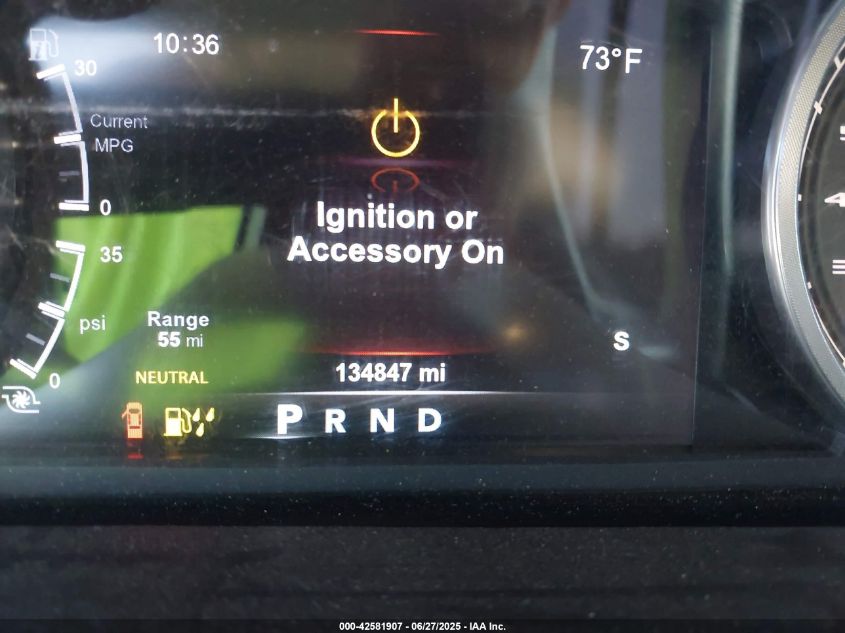 10:36
73°F
30
Current
MPG
0
Ignition or
Accessory On
35
psi
0
Range
55 mi
S
NEUTRAL
134847 mi
P R N D
4
000-42581907 - 06/27/2025 - IAA Inc.